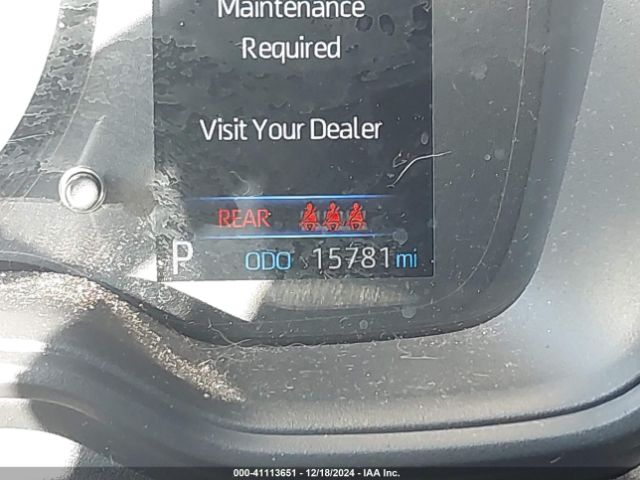 Maintenance
Required
Visit Your Dealer
REAR
P ODO 15781 mi
000-41113651 - 12/18/2024 - IAA Inc.